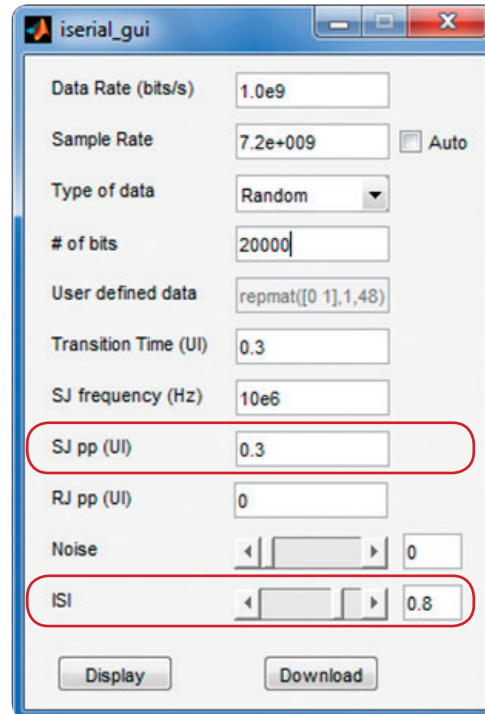 iserial_gui
Data Rate (bits/s) 1.0e9
Sample Rate 7.2e+009 Auto
Type of data Random
# of bits 20000
User defined data repmat([0 1],1,48)
Transition Time (UI) 0.3
SJ frequency (Hz) 10e6
SJ pp (UI) 0.3
RJ pp (UI) 0
Noise 0
ISI 0.8
Display Download